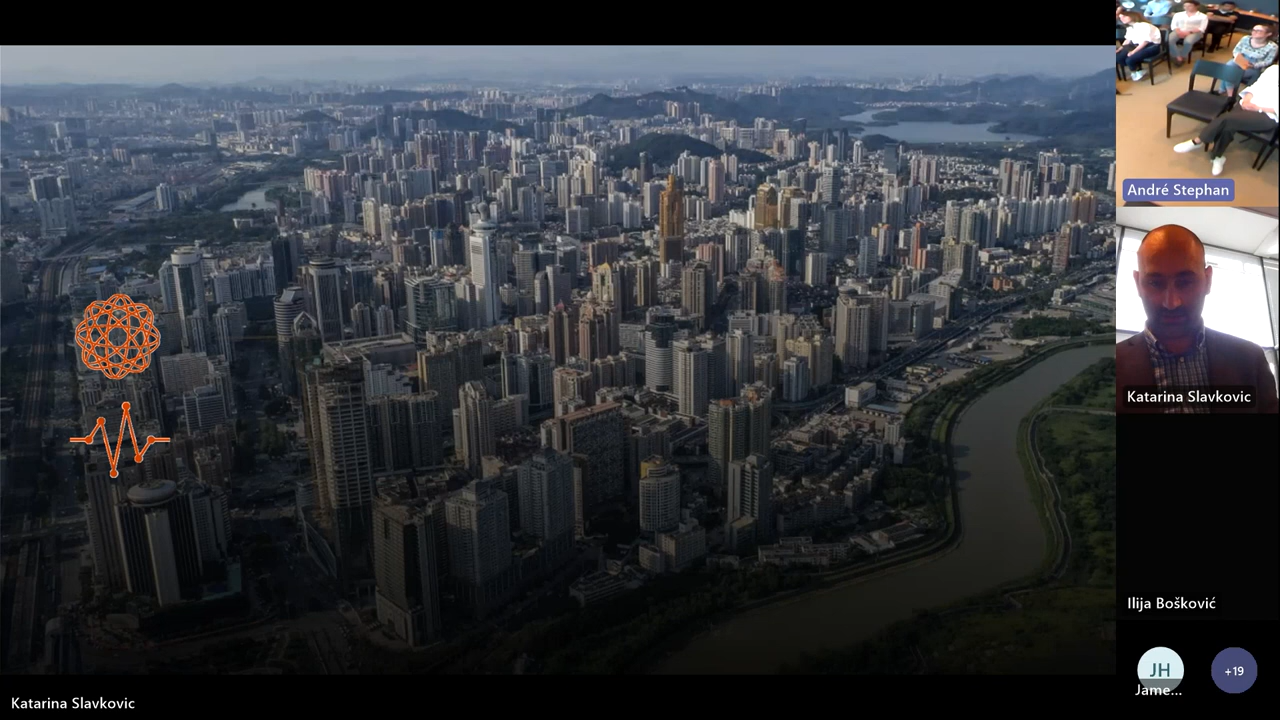 André Stephan
Katarina Slavkovic
Ilija Bošković
JH
+19
Jame...
Katarina Slavkovic